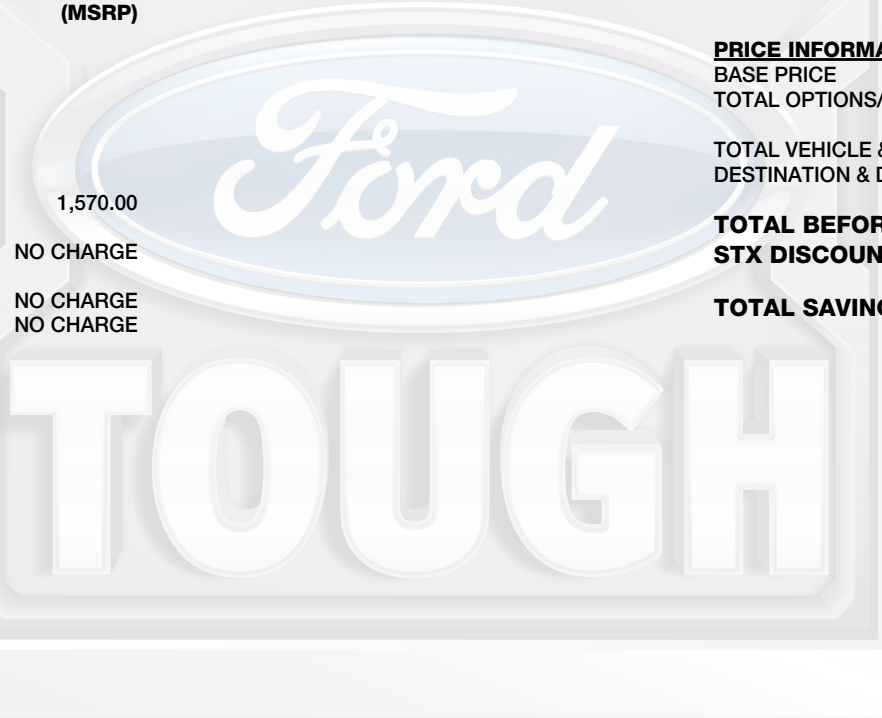 (MSRP)
1,570.00
NO CHARGE
NO CHARGE
NO CHARGE
PRICE INFORMA
BASE PRICE
TOTAL OPTIONS/
TOTAL VEHICLE &
DESTINATION & D
TOTAL BEFOR
STX DISCOUN
TOTAL SAVING
Ford
TOUGH